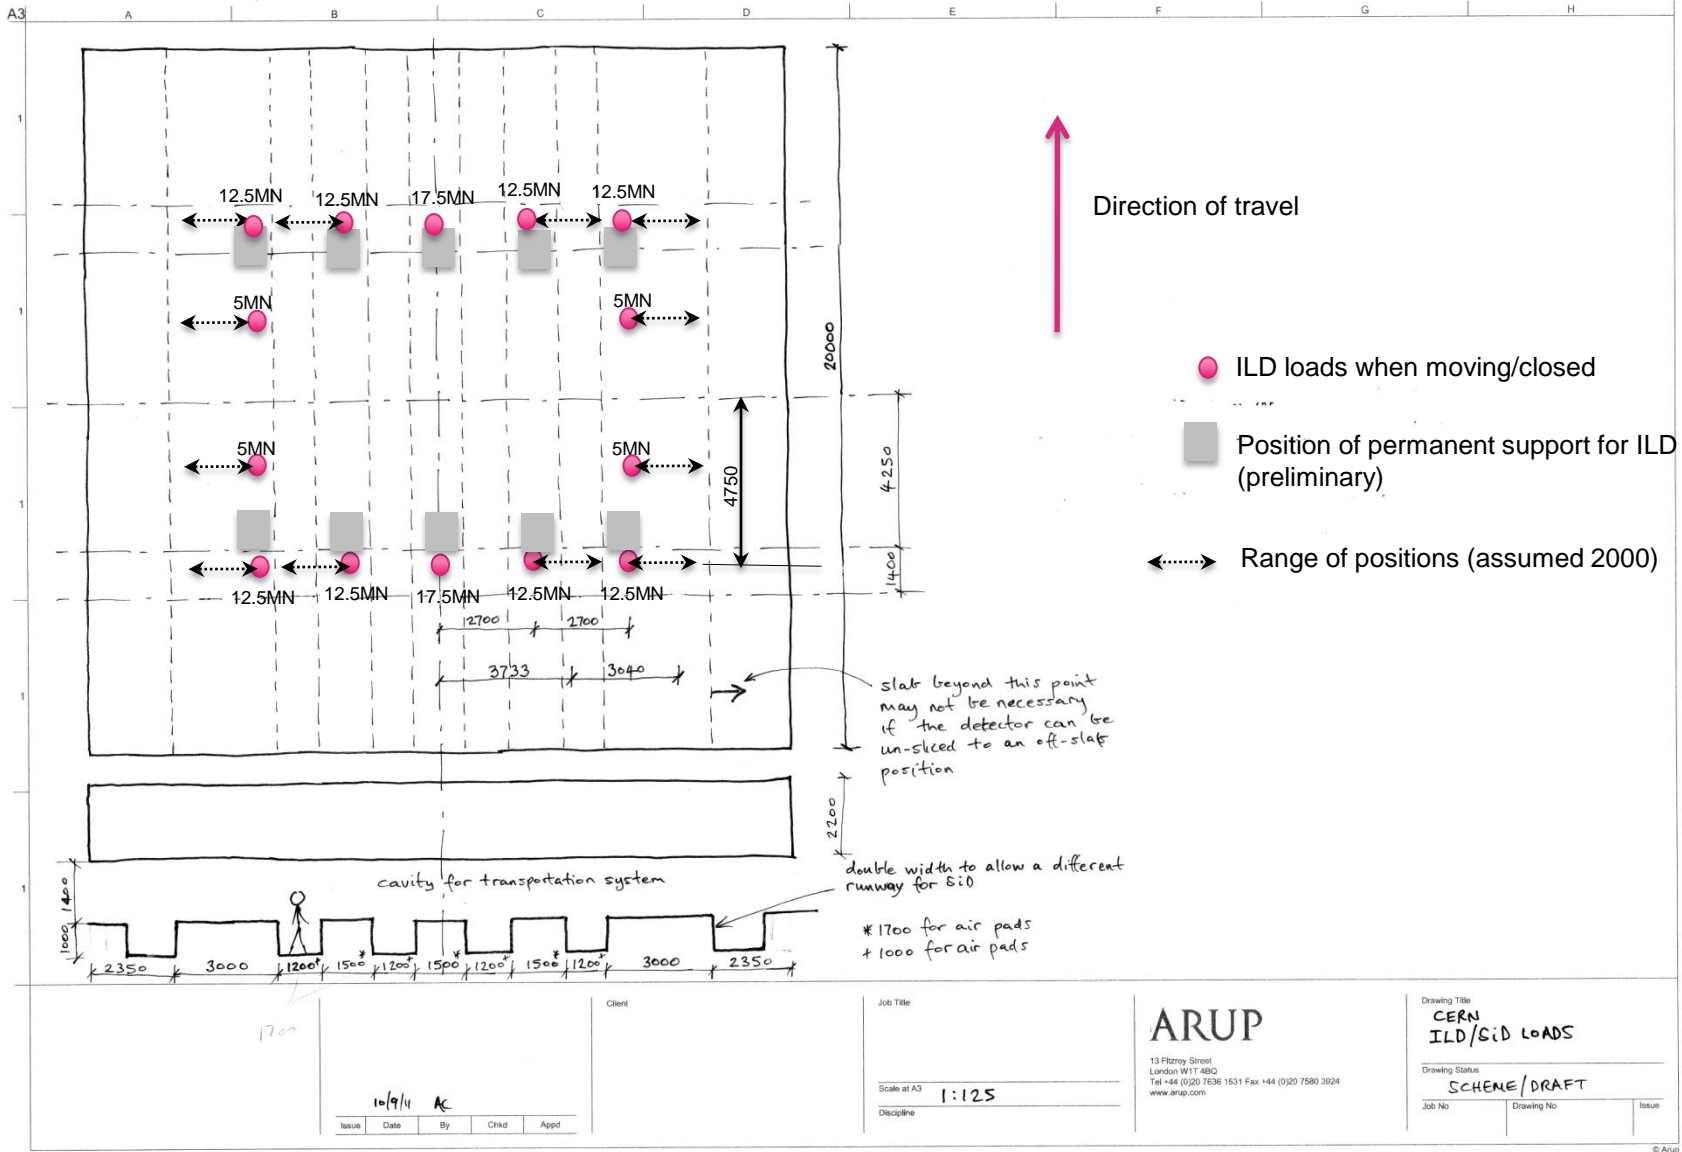 A3
A B C D E F G H
1
12.5MN 12.5MN 17.5MN 12.5MN 12.5MN
Direction of travel
1
5MN 5MN
20000
ILD loads when moving/closed
Position of permanent support for ILD
(preliminary)
5MN 5MN
4750
4250
1
1400
Range of positions (assumed 2000)
12.5MN 12.5MN 17.5MN 12.5MN 12.5MN
2700 2700
3733 3040
1
slab beyond this point
may not be necessary
if the detector can be
un-sliced to an off-slab
position
2200
double width to allow a different
runway for SiD
cavity for transportation system
1400
1
1000
* 1700 for air pads
+ 1000 for air pads
2350 3000 1200+ 1500* 1200+ 1500* 1200+ 1500* 1200+ 3000 2350
1700
10/9/11 AC
Issue Date By Chkd Appd
Client
Job Title
Scale at A3 1:125
Discipline
ARUP
13 Fitzroy Street
London W1T 4BQ
Tel +44 (0)20 7636 1531 Fax +44 (0)20 7580 3924
www.arup.com
Drawing Title
CERN
ILD/SiD LOADS
Drawing Status
SCHEME/DRAFT
Job No Drawing No Issue
© Arup